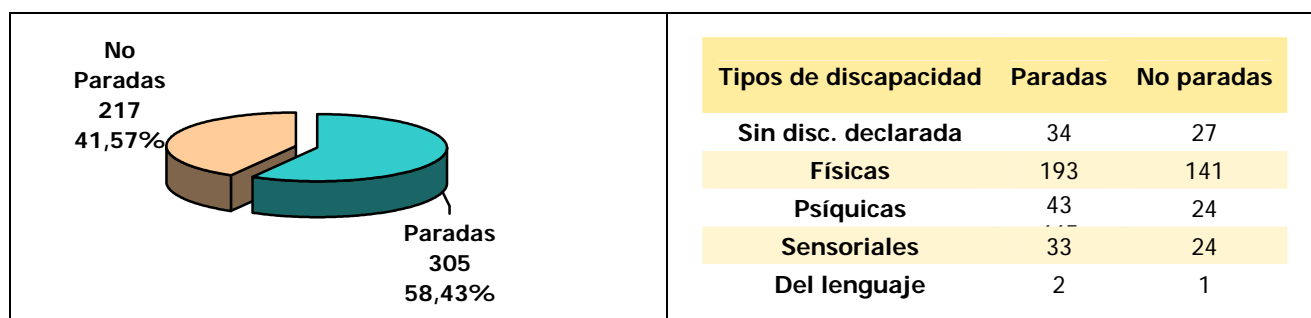 No
Paradas
217
41,57%
Paradas
305
58,43%
Tipos de discapacidad Paradas No paradas
Sin disc. declarada 34 27
Físicas 193 141
Psíquicas 43 24
Sensoriales 33 24
Del lenguaje 2 1